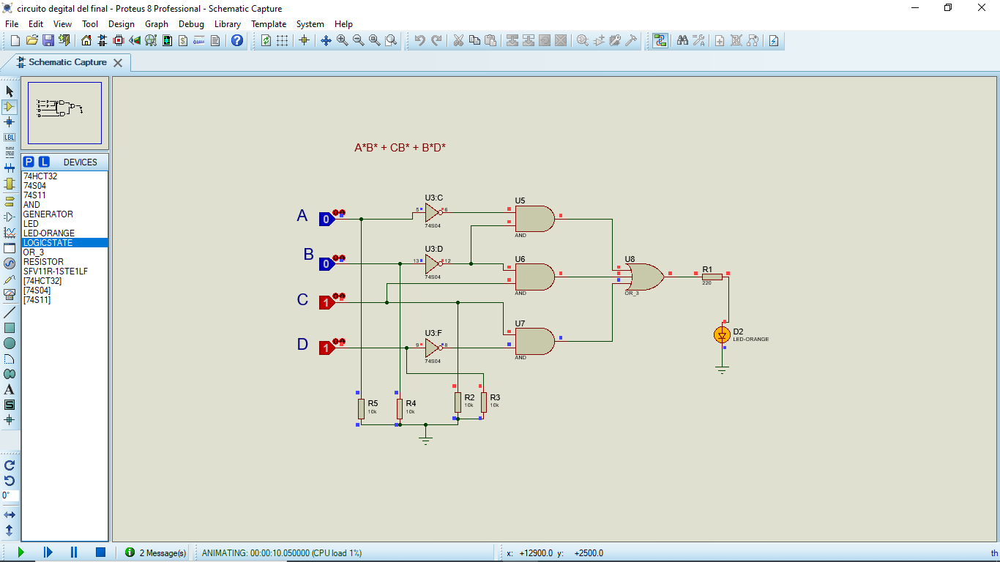 circuito degital del final - Proteus 8 Professional - Schematic Capture
File Edit View Tool Design Graph Debug Library Template System Help
Schematic Capture
P L DEVICES
74HCT32
74S04
74S11
AND
GENERATOR
LED
LED-ORANGE
LOGICSTATE
OR_3
RESISTOR
SFV11R-1STE1LF
[74HCT32]
[74S04]
[74S11]
LBL
A
S
0°
A*B* + CB* + B*D*
A 0
U3:C
5 6
74S04
U5
AND
B 0
U3:D
13 12
74S04
U6
AND
U8
OR_3
R1
220
C 1
D 1
U3:F
9 8
74S04
U7
AND
D2
LED-ORANGE
R5
10k
R4
10k
R2
10k
R3
10k
2 Message(s) ANIMATING: 00:00:10.050000 (CPU load 1%) x: +12900.0 y: +2500.0 th